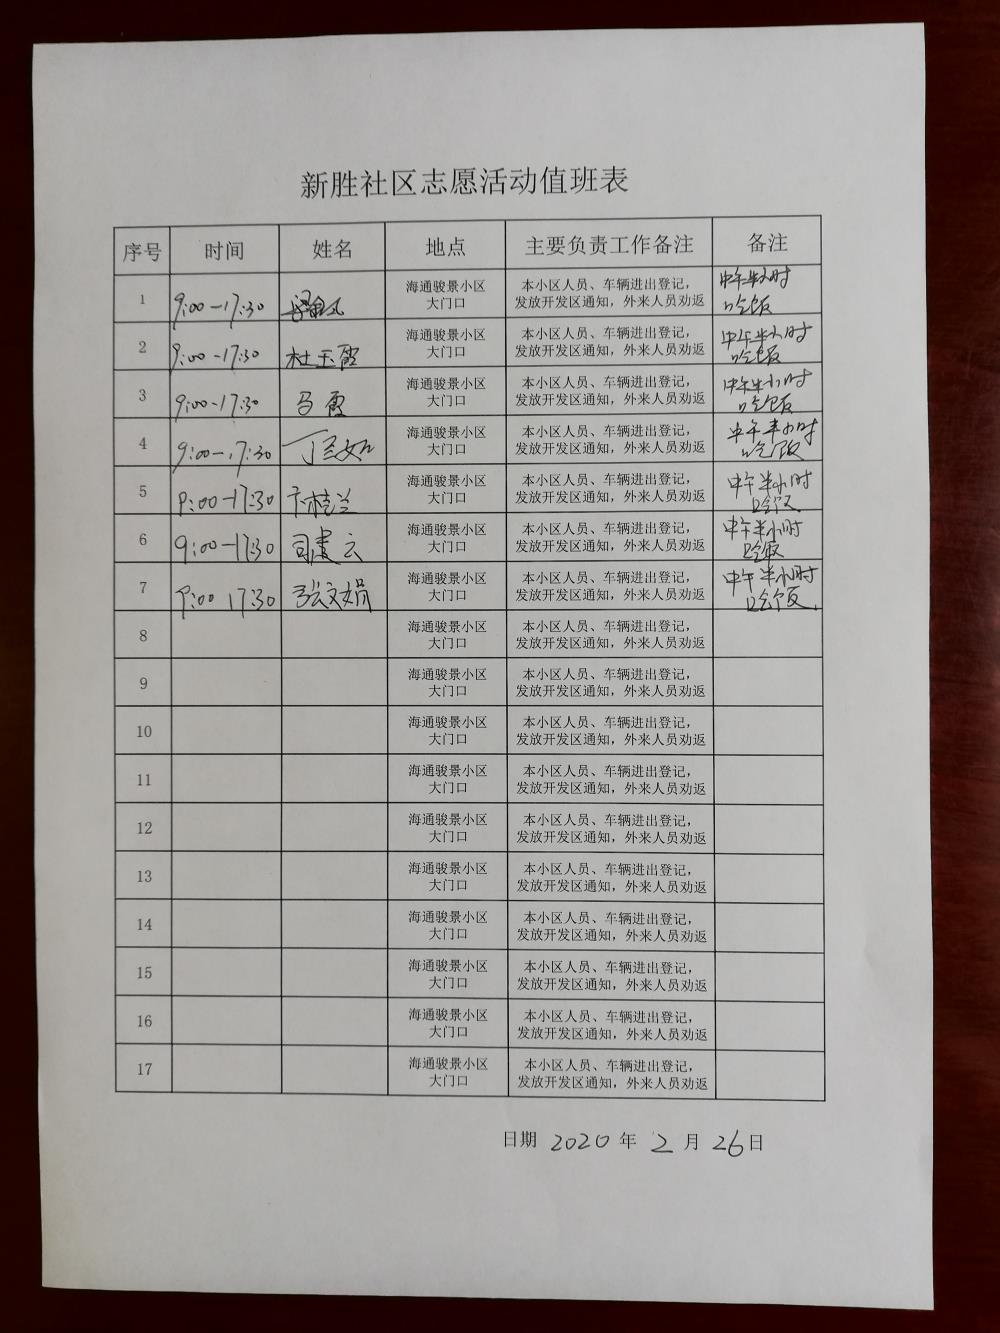 新胜社区志愿活动值班表
序号 时间 姓名 地点 主要负责工作备注 备注
1 9:00-17:30 海通骏景小区 本小区人员、车辆进出登记， 中午半小时
大门口 发放开发区通知，外来人员劝返 吃饭
2 9:00-17:30 杜玉霞 海通骏景小区 本小区人员、车辆进出登记， 中午半小时
大门口 发放开发区通知，外来人员劝返 吃饭
3 9:00-17:30 马霞 海通骏景小区 本小区人员、车辆进出登记， 中午半小时
大门口 发放开发区通知，外来人员劝返 吃饭
4 9:00-17:30 海通骏景小区 本小区人员、车辆进出登记， 中午半小时
大门口 发放开发区通知，外来人员劝返 吃饭
5 9:00-17:30 卞桂兰 海通骏景小区 本小区人员、车辆进出登记， 中午半小时
大门口 发放开发区通知，外来人员劝返 吃饭
6 9:00-17:30 司建云 海通骏景小区 本小区人员、车辆进出登记， 中午半小时
大门口 发放开发区通知，外来人员劝返 吃饭
7 9:00 17:30 张文娟 海通骏景小区 本小区人员、车辆进出登记， 中午半小时
大门口 发放开发区通知，外来人员劝返 吃饭.
8 海通骏景小区 本小区人员、车辆进出登记，
大门口 发放开发区通知，外来人员劝返
9 海通骏景小区 本小区人员、车辆进出登记，
大门口 发放开发区通知，外来人员劝返
10 海通骏景小区 本小区人员、车辆进出登记，
大门口 发放开发区通知，外来人员劝返
11 海通骏景小区 本小区人员、车辆进出登记，
大门口 发放开发区通知，外来人员劝返
12 海通骏景小区 本小区人员、车辆进出登记，
大门口 发放开发区通知，外来人员劝返
13 海通骏景小区 本小区人员、车辆进出登记，
大门口 发放开发区通知，外来人员劝返
14 海通骏景小区 本小区人员、车辆进出登记，
大门口 发放开发区通知，外来人员劝返
15 海通骏景小区 本小区人员、车辆进出登记，
大门口 发放开发区通知，外来人员劝返
16 海通骏景小区 本小区人员、车辆进出登记，
大门口 发放开发区通知，外来人员劝返
17 海通骏景小区 本小区人员、车辆进出登记，
大门口 发放开发区通知，外来人员劝返
日期 2020 年 2 月 26 日